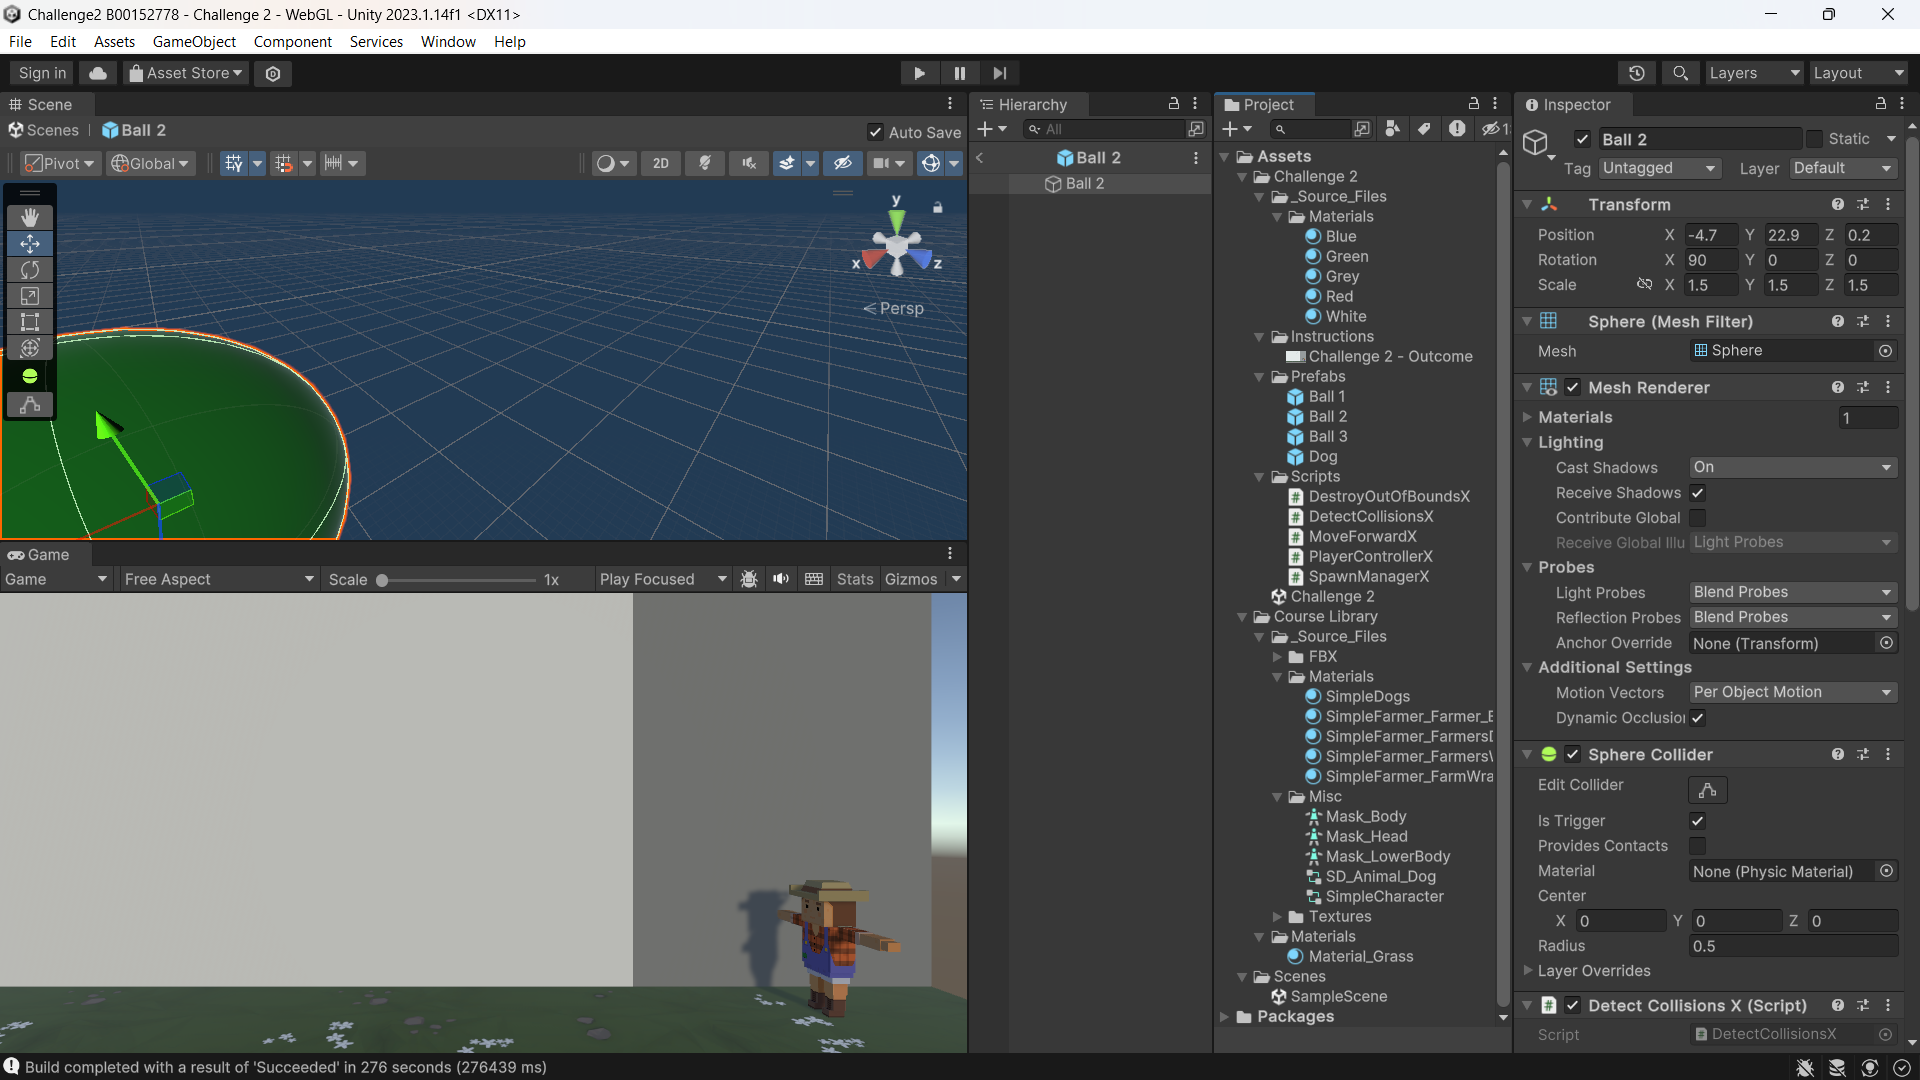 Challenge2 B00152778 - Challenge 2 - WebGL - Unity 2023.1.14f1 <DX11>
File Edit Assets GameObject Component Services Window Help
Sign in Asset Store Layers Layout
Scene
Scenes Ball 2 Auto Save
Pivot Global 2D
y
x z
Persp
Game
Game Free Aspect Scale 1x Play Focused Stats Gizmos
Hierarchy
All
Ball 2
Ball 2
Project
1
Assets
Challenge 2
_Source_Files
Materials
Blue
Green
Grey
Red
White
Instructions
Challenge 2 - Outcome
Prefabs
Ball 1
Ball 2
Ball 3
Dog
Scripts
DestroyOutOfBoundsX
DetectCollisionsX
MoveForwardX
PlayerControllerX
SpawnManagerX
Challenge 2
Course Library
_Source_Files
FBX
Materials
SimpleDogs
SimpleFarmer_Farmer_E
SimpleFarmer_Farmers
SimpleFarmer_Farmers
SimpleFarmer_FarmWra
Misc
Mask_Body
Mask_Head
Mask_LowerBody
SD_Animal_Dog
SimpleCharacter
Textures
Materials
Material_Grass
Scenes
SampleScene
Packages
Inspector
Ball 2 Static
Tag Untagged Layer Default
Transform
Position X -4.7 Y 22.9 Z 0.2
Rotation X 90 Y 0 Z 0
Scale X 1.5 Y 1.5 Z 1.5
Sphere (Mesh Filter)
Mesh Sphere
Mesh Renderer
Materials 1
Lighting
Cast Shadows On
Receive Shadows
Contribute Global
Receive Global Illu Light Probes
Probes
Light Probes Blend Probes
Reflection Probes Blend Probes
Anchor Override None (Transform)
Additional Settings
Motion Vectors Per Object Motion
Dynamic Occlusion
Sphere Collider
Edit Collider
Is Trigger
Provides Contacts
Material None (Physic Material)
Center
X 0 Y 0 Z 0
Radius 0.5
Layer Overrides
Detect Collisions X (Script)
Script DetectCollisionsX
Build completed with a result of 'Succeeded' in 276 seconds (276439 ms)